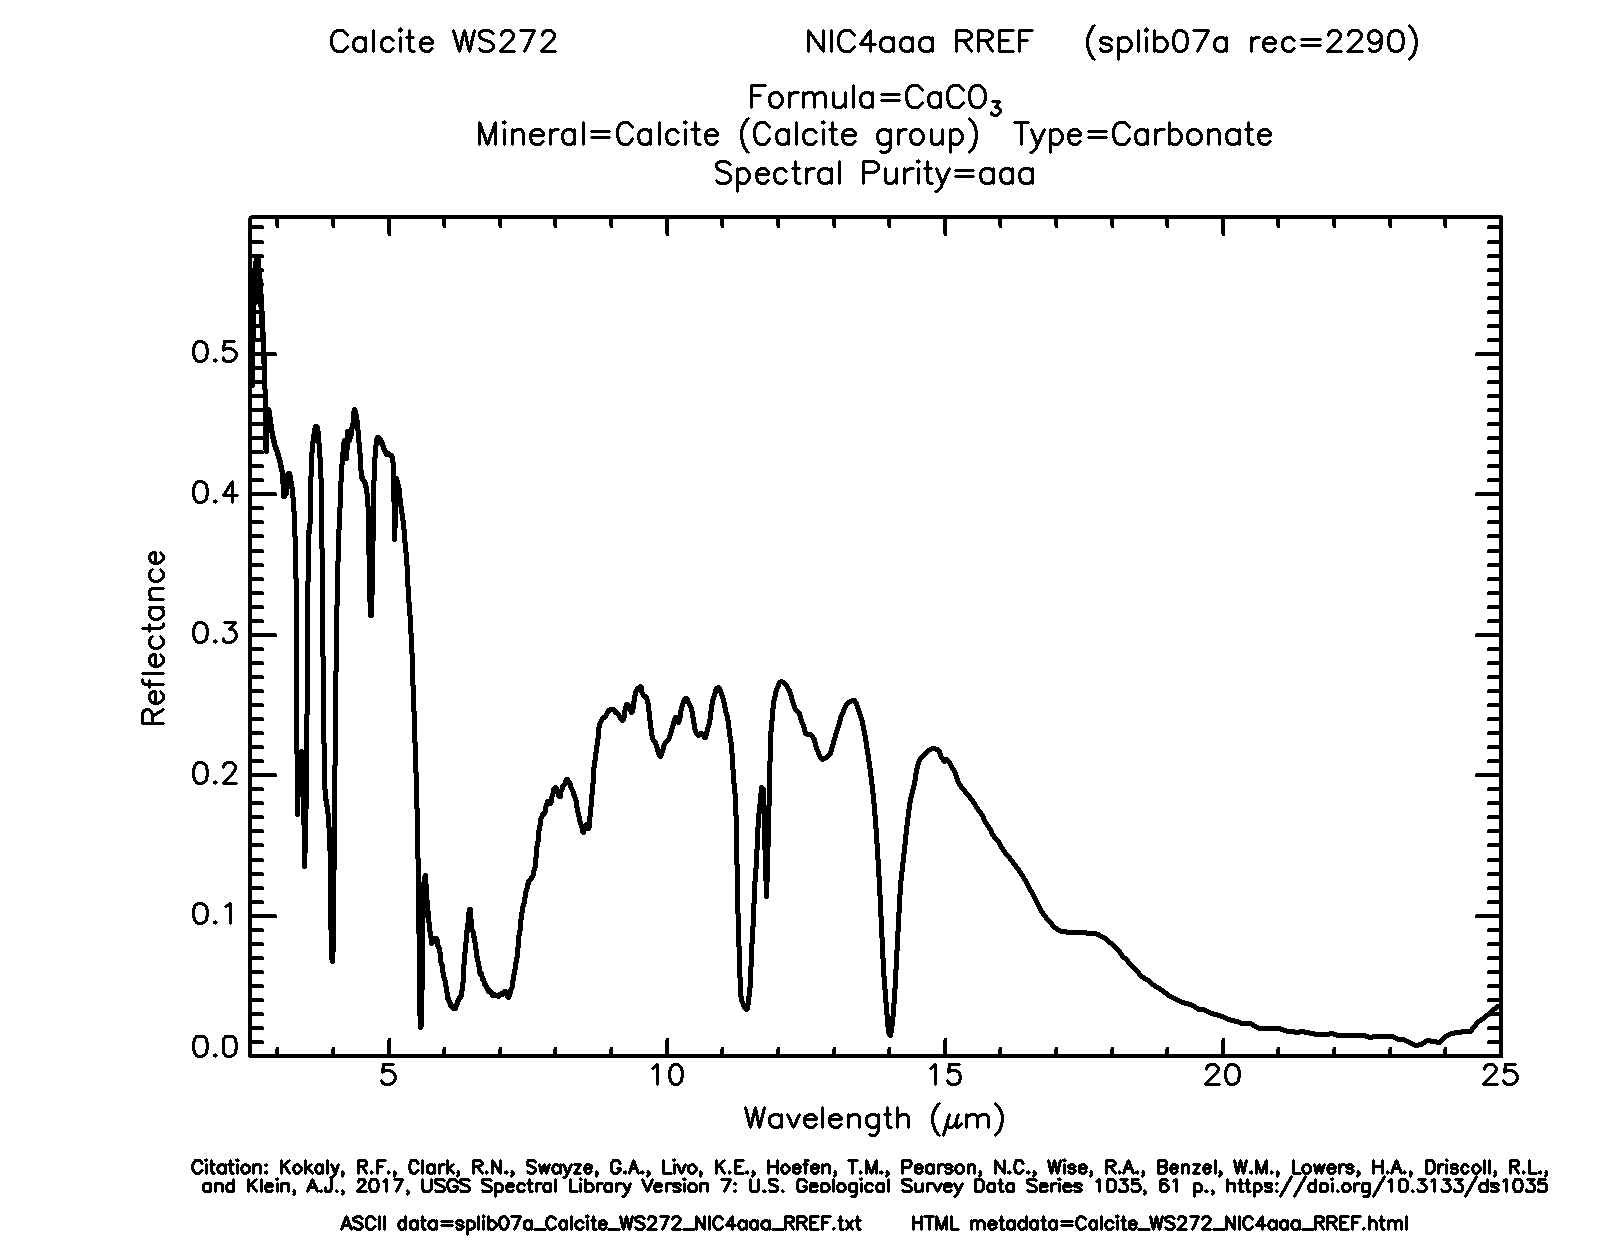 Calcite WS272 NIC4aaa RREF (splib07a rec=2290)
Formula=CaCO₃
Mineral=Calcite (Calcite group) Type=Carbonate
Spectral Purity=aaa
0.5
0.4
0.3
0.2
0.1
0.0
Reflectance
5 10 15 20 25
Wavelength (μm)
Citation: Kokaly, R.F., Clark, R.N., Swayze, G.A., Livo, K.E., Hoefen, T.M., Pearson, N.C., Wise, R.A., Benzel, W.M., Lowers, H.A., Driscoll, R.L.,
and Klein, A.J., 2017, USGS Spectral Library Version 7: U.S. Geological Survey Data Series 1035, 61 p., https://doi.org/10.3133/ds1035
ASCII data=splib07a_Calcite_WS272_NIC4aaa_RREF.txt HTML metadata=Calcite_WS272_NIC4aaa_RREF.html